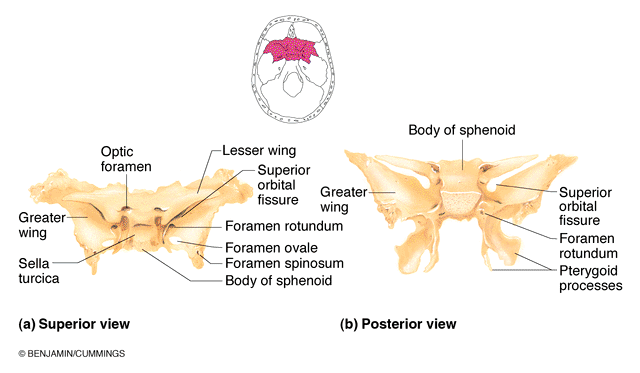 Optic
foramen
Lesser wing
Superior
orbital
fissure
Greater
wing
Foramen rotundum
Foramen ovale
Sella
turcica
Foramen spinosum
Body of sphenoid
(a) Superior view
Body of sphenoid
Greater
wing
Superior
orbital
fissure
Foramen
rotundum
Pterygoid
processes
(b) Posterior view
© BENJAMIN/CUMMINGS